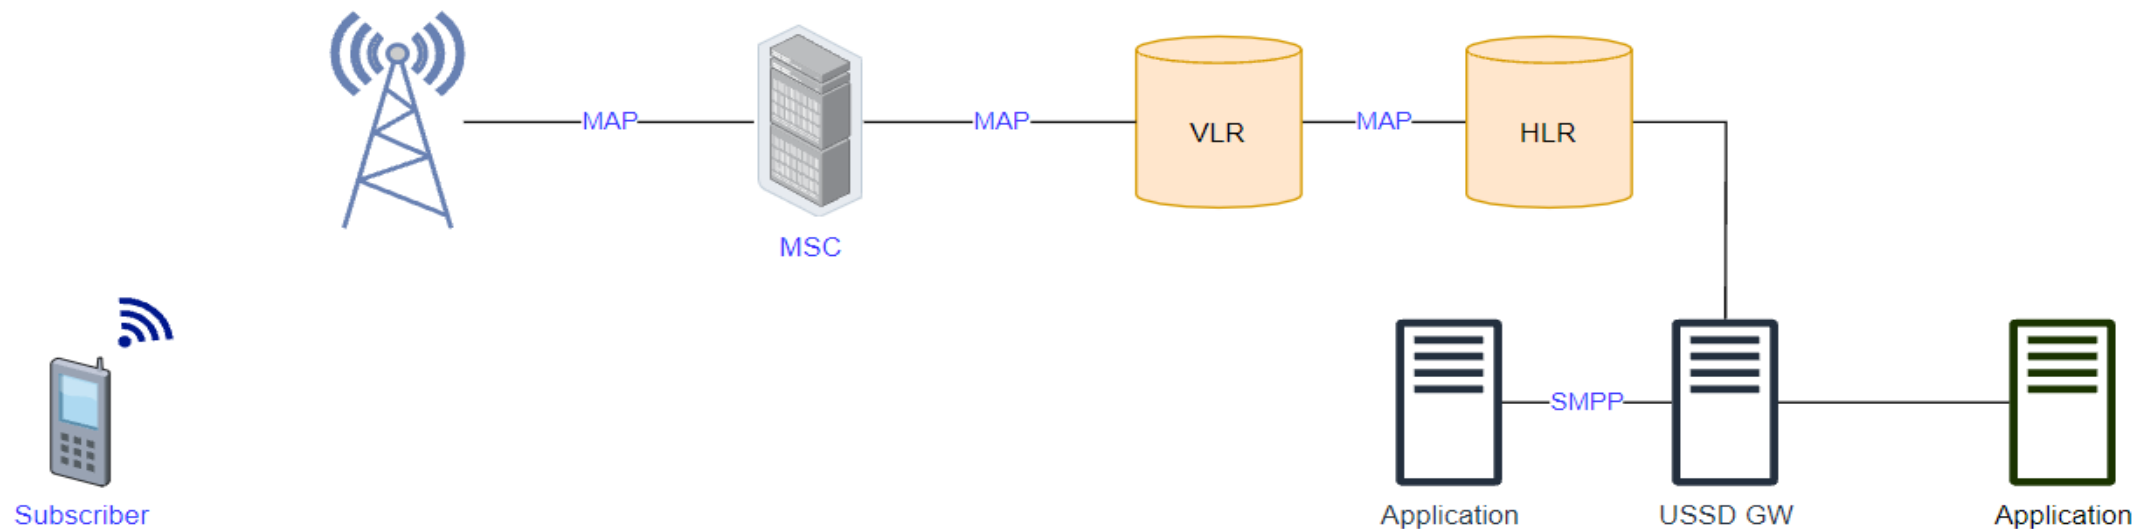 MAP
MAP
VLR
MAP
HLR
MSC
SMPP
Subscriber
Application
USSD GW
Application